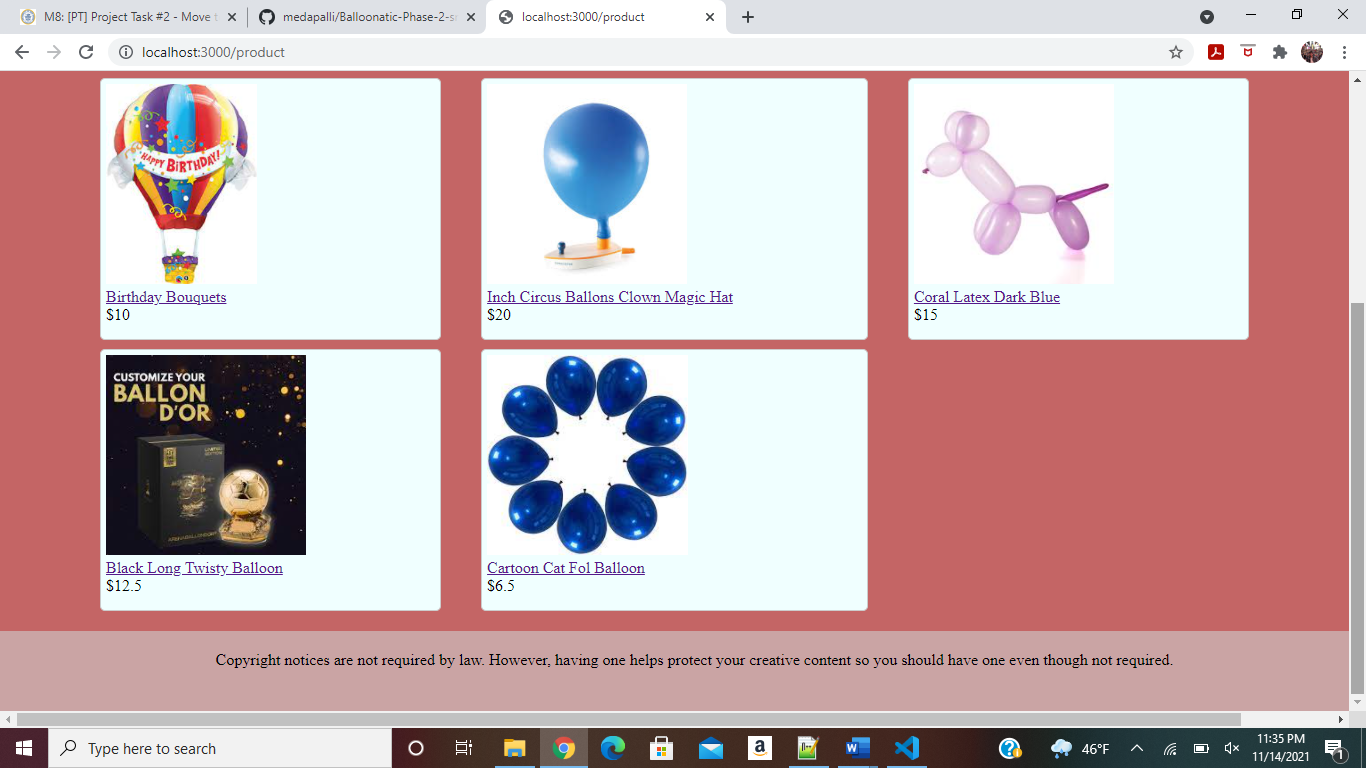 M8: [PT] Project Task #2 - Move t
medapalli/Balloonatic-Phase-2-s
localhost:3000/product
localhost:3000/product
HAPPY BIRTHDAY!
Birthday Bouquets
$10
Inch Circus Ballons Clown Magic Hat
$20
Coral Latex Dark Blue
$15
CUSTOMIZE YOUR
BALLON
D'OR
Black Long Twisty Balloon
$12.5
Cartoon Cat Fol Balloon
$6.5
Copyright notices are not required by law. However, having one helps protect your creative content so you should have one even though not required.
Type here to search
46°F
11:35 PM
11/14/2021
1